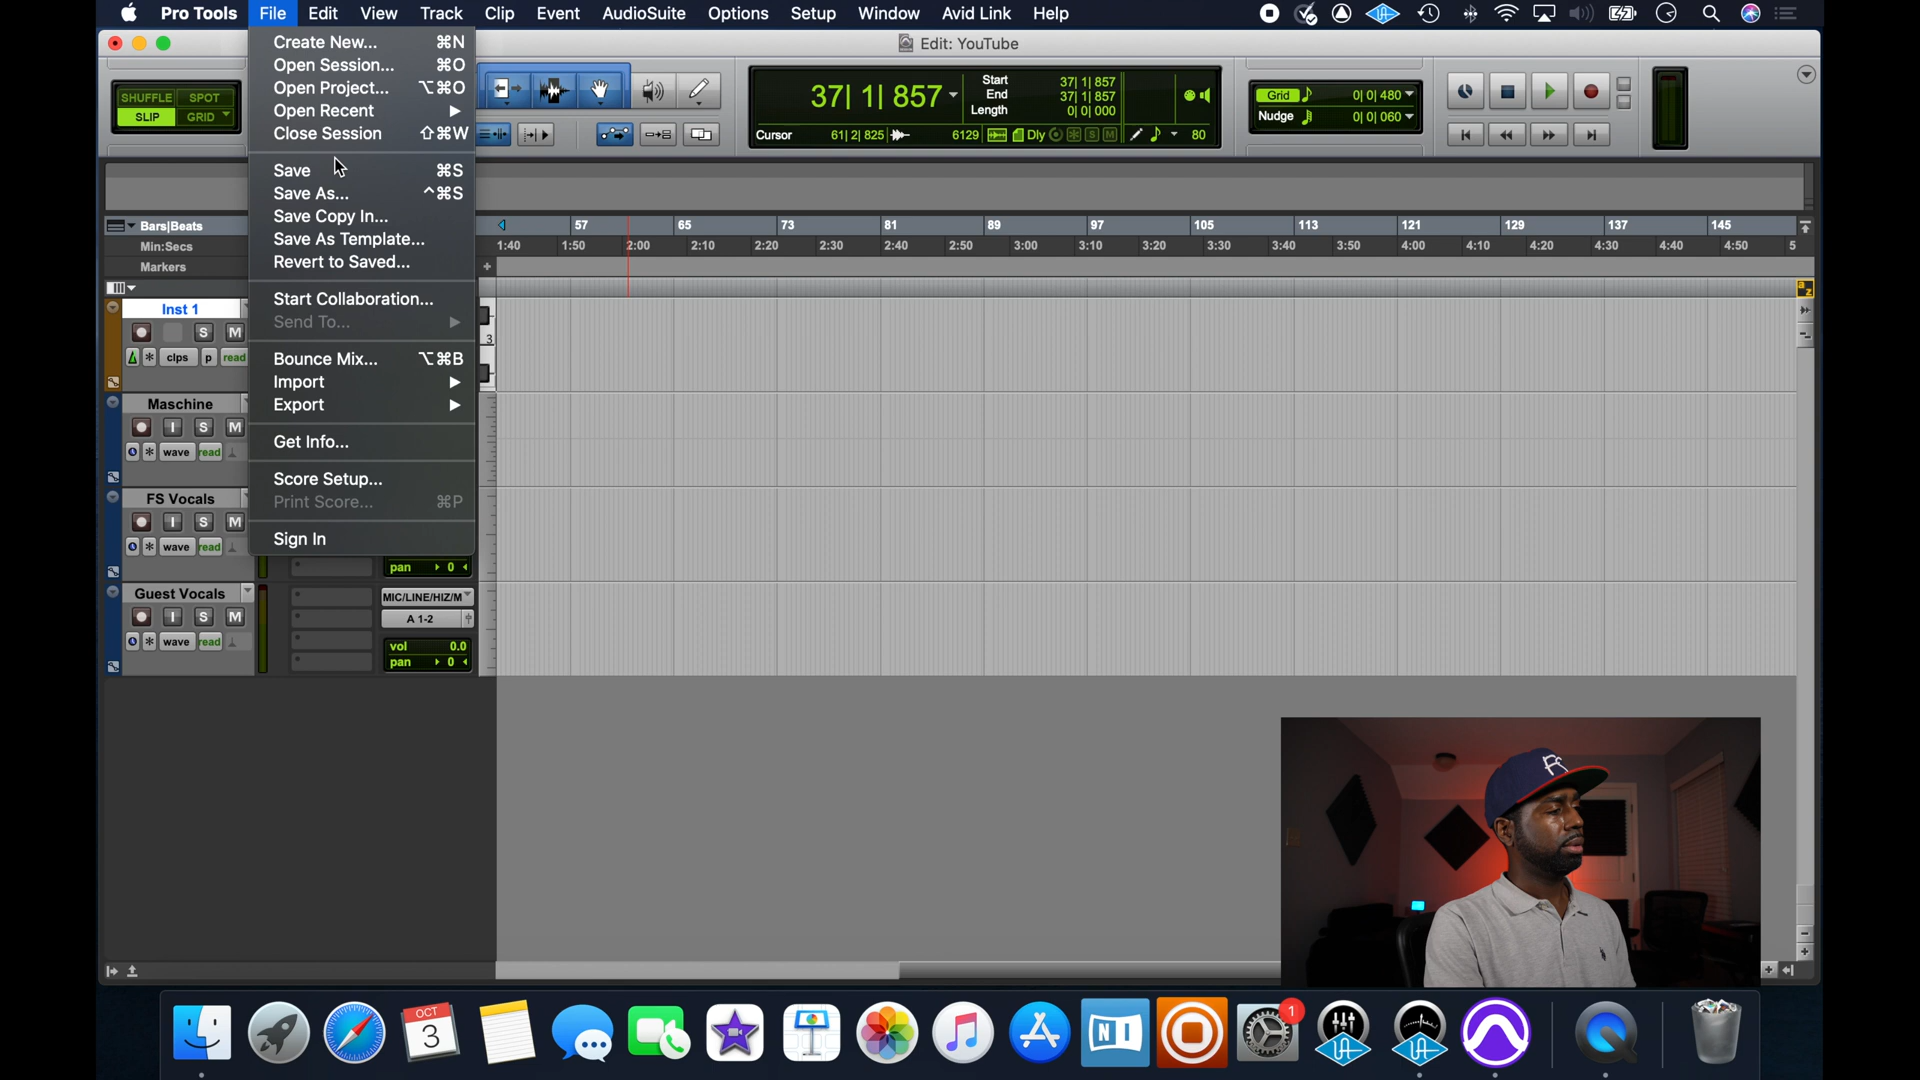 Pro Tools File Edit View Track Clip Event AudioSuite Options Setup Window Avid Link Help
Edit: YouTube
Create New... ⌘N
Open Session... ⌘O
Open Project... ⌥⌘O
Open Recent ▶
Close Session ⇧⌘W
Save ⌘S
Save As... ^⌘S
Save Copy In...
Save As Template...
Revert to Saved...
Start Collaboration...
Send To... ▶
Bounce Mix... ⌥⌘B
Import ▶
Export ▶
Get Info...
Score Setup...
Print Score... ⌘P
Sign In
SHUFFLE SPOT
SLIP GRID
37| 1| 857
Start 37| 1| 857
End 37| 1| 857
Length 0| 0| 000
Cursor 61| 2| 825 6129 Dly S M 80
Grid 0| 0| 480
Nudge 0| 0| 060
Bars|Beats 57 65 73 81 89 97 105 113 121 129 137 145
Min:Secs 1:40 1:50 2:00 2:10 2:20 2:30 2:40 2:50 3:00 3:10 3:20 3:30 3:40 3:50 4:00 4:10 4:20 4:30 4:40 4:50 5
Markers
a z
Inst 1
S M
3
clps p read
Maschine
I S M
wave read
FS Vocals
I S M
wave read
pan 0
Guest Vocals
MIC/LINE/HIZ/M
I S M
A 1-2
wave read
vol 0.0
pan 0
OCT
3
NI
1